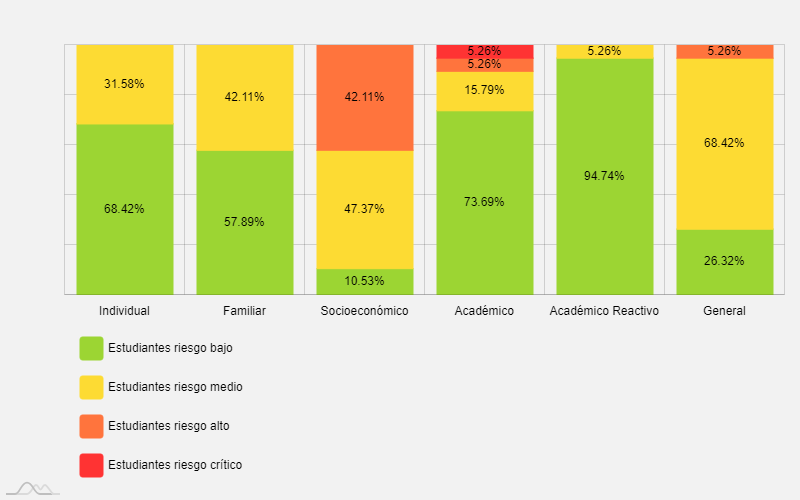 5.26%
5.26%
5.26%
5.26%
31.58%
42.11%
42.11%
15.79%
68.42%
94.74%
73.69%
68.42%
57.89%
47.37%
26.32%
10.53%
Individual
Familiar
Socioeconómico
Académico
Académico Reactivo
General
Estudiantes riesgo bajo
Estudiantes riesgo medio
Estudiantes riesgo alto
Estudiantes riesgo crítico